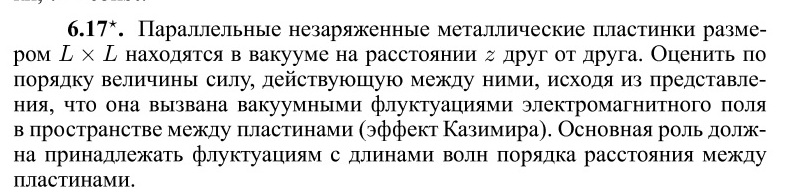 6.17*. Параллельные незаряженные металлические пластинки разме-
ром L × L находятся в вакууме на расстоянии z друг от друга. Оценить по
порядку величины силу, действующую между ними, исходя из представле-
ния, что она вызвана вакуумными флуктуациями электромагнитного поля
в пространстве между пластинами (эффект Казимира). Основная роль долж-
на принадлежать флуктуациям с длинами волн порядка расстояния между
пластинами.